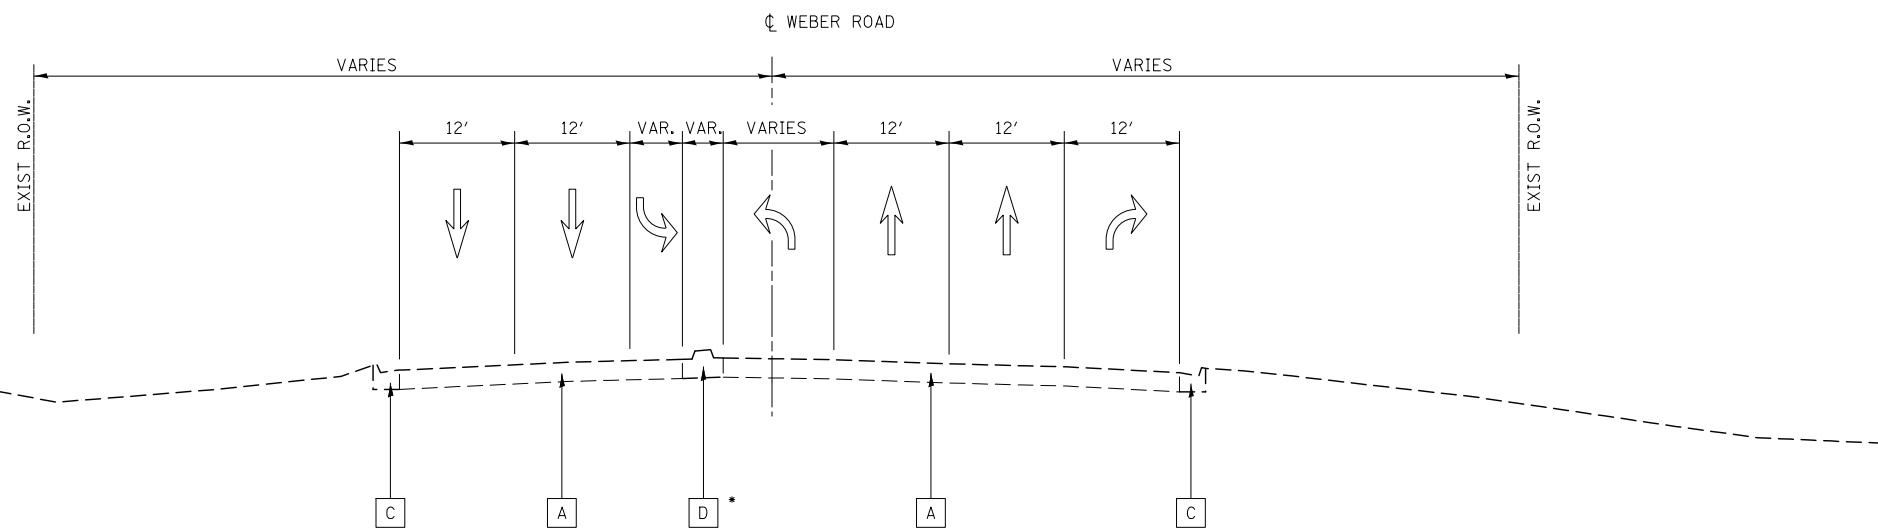 ℄ WEBER ROAD
VARIES VARIES
EXIST R.O.W.
EXIST R.O.W.
12' 12' VAR. VAR. VARIES 12' 12' 12'
C A D * A C